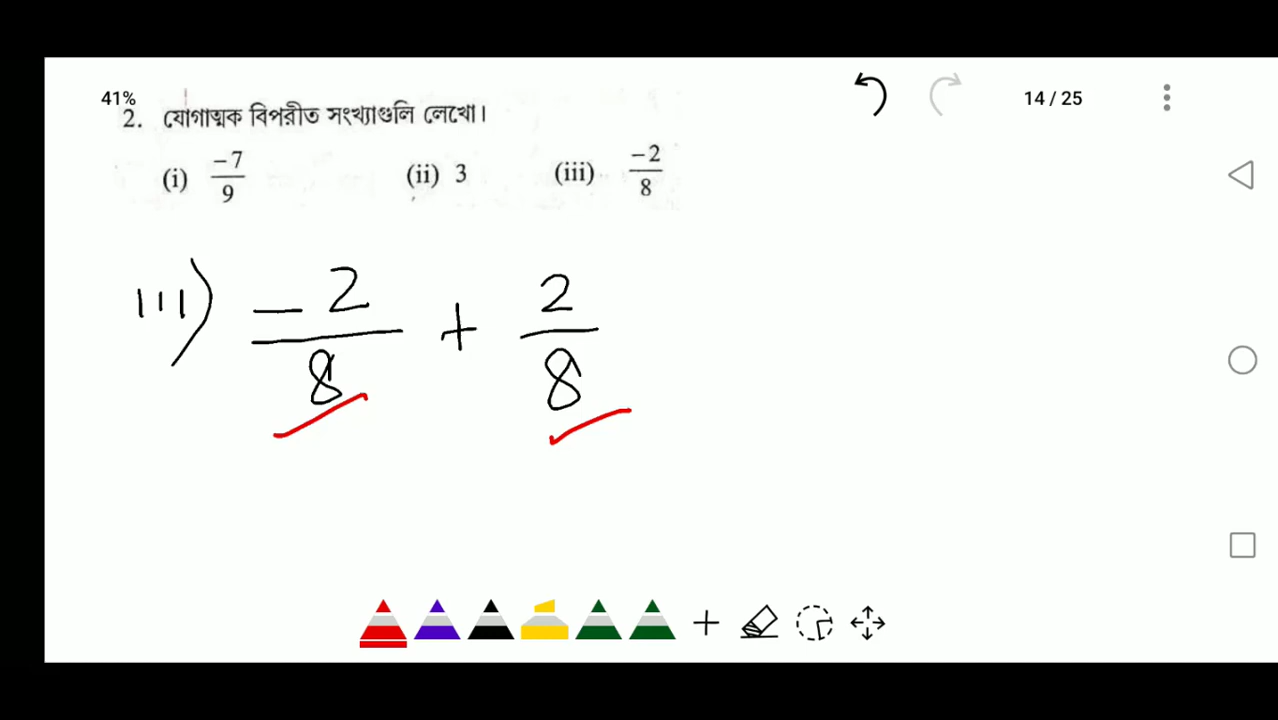 41%
14 / 25
2. যোগাত্মক বিপরীত সংখ্যাগুলি লেখো।
(i) -7/9 (ii) 3 (iii) -2/8
iii) -2/8 + 2/8